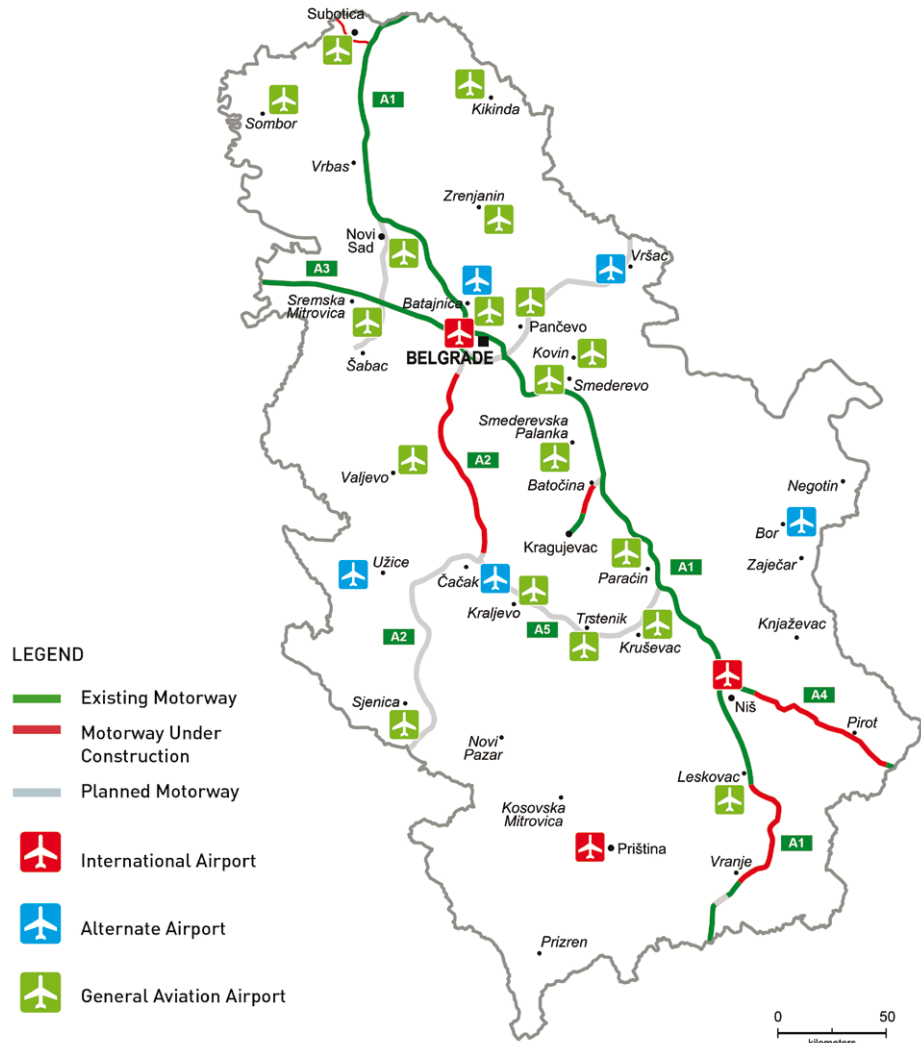 Subotica
A1
Kikinda
Sombor
Vrbas
Zrenjanin
Novi
Sad
A3
Vršac
Sremska
Mitrovica
Batajnica
Pančevo
BELGRADE
Šabac
Kovin
Smederevo
Smederevska
Palanka
A2
Valjevo
Batočina
Negotin
Bor
Kragujevac
Zaječar
Užice
Čačak
Paraćin
A1
Kraljevo
Trstenik
A5
Kruševac
Knjaževac
A2
LEGEND
Existing Motorway
Motorway Under
Construction
Planned Motorway
International Airport
Alternate Airport
General Aviation Airport
Sjenica
Novi
Pazar
Niš
A4
Pirot
Leskovac
Kosovska
Mitrovica
Priština
A1
Vranje
Prizren
0 50
kilometers